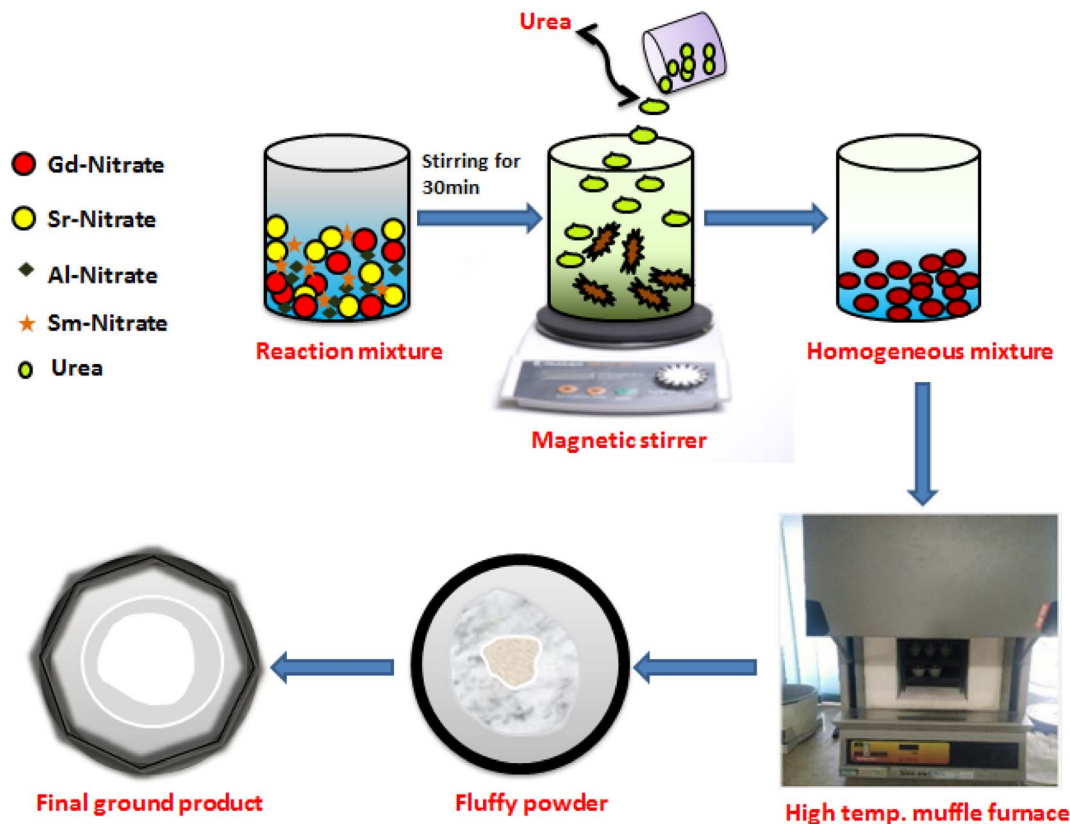 Urea
Gd-Nitrate
Sr-Nitrate
Al-Nitrate
Sm-Nitrate
Urea
Stirring for
30min
Reaction mixture
Magnetic stirrer
Homogeneous mixture
Final ground product
Fluffy powder
High temp. muffle furnace